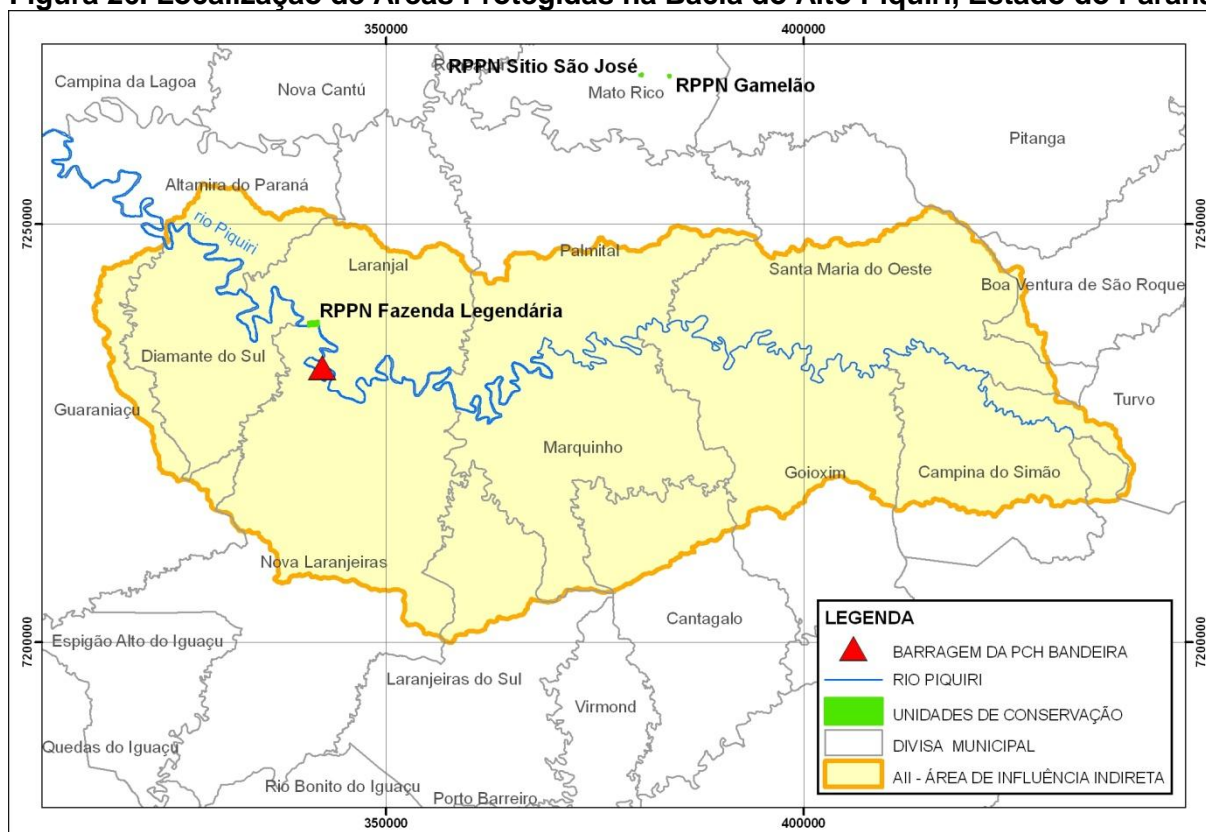 Figura 26. Localização de Áreas Protegidas na Bacia do Alto Piquiri, Estado do Paraná
350000
400000
RPPN Sitio São José
Campina da Lagoa
Nova Cantú
Mato Rico
RPPN Gamelão
Pitanga
Altamira do Paraná
7250000
7250000
rio Piquiri
Palmital
Laranjal
Santa Maria do Oeste
Boa Ventura de São Roque
RPPN Fazenda Legendária
Diamante do Sul
Guaraniaçu
Turvo
Marquinho
Goioxim
Campina do Simão
Nova Laranjeiras
Cantagalo
LEGENDA
BARRAGEM DA PCH BANDEIRA
RIO PIQUIRI
UNIDADES DE CONSERVAÇÃO
DIVISA MUNICIPAL
AII - ÁREA DE INFLUÊNCIA INDIRETA
7200000
7200000
Espigão Alto do Iguaçu
Laranjeiras do Sul
Virmond
Quedas do Iguaçu
Rio Bonito do Iguaçu
Porto Barreiro
350000
400000